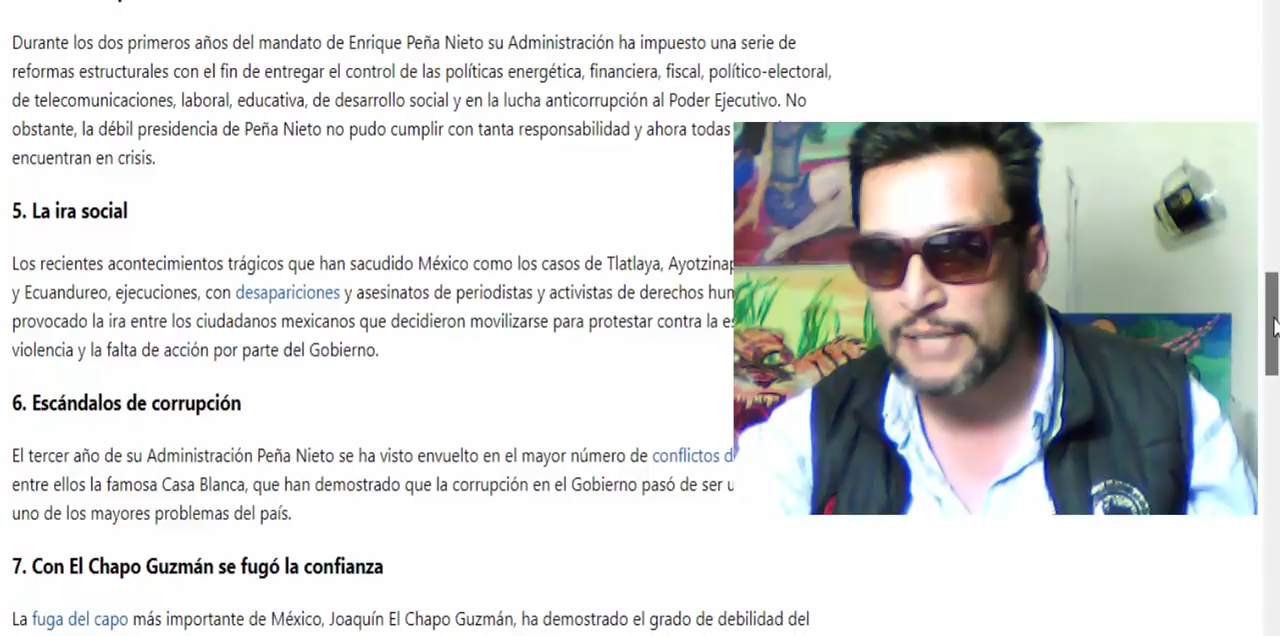 Durante los dos primeros años del mandato de Enrique Peña Nieto su Administración ha impuesto una serie de
reformas estructurales con el fin de entregar el control de las políticas energética, financiera, fiscal, político-electoral,
de telecomunicaciones, laboral, educativa, de desarrollo social y en la lucha anticorrupción al Poder Ejecutivo. No
obstante, la débil presidencia de Peña Nieto no pudo cumplir con tanta responsabilidad y ahora todas
encuentran en crisis.
5. La ira social
Los recientes acontecimientos trágicos que han sacudido México como los casos de Tlatlaya, Ayotzinap
y Ecuandureo, ejecuciones, con desapariciones y asesinatos de periodistas y activistas de derechos hum
provocado la ira entre los ciudadanos mexicanos que decidieron movilizarse para protestar contra la es
violencia y la falta de acción por parte del Gobierno.
6. Escándalos de corrupción
El tercer año de su Administración Peña Nieto se ha visto envuelto en el mayor número de conflictos d
entre ellos la famosa Casa Blanca, que han demostrado que la corrupción en el Gobierno pasó de ser u
uno de los mayores problemas del país.
7. Con El Chapo Guzmán se fugó la confianza
La fuga del capo más importante de México, Joaquín El Chapo Guzmán, ha demostrado el grado de debilidad del